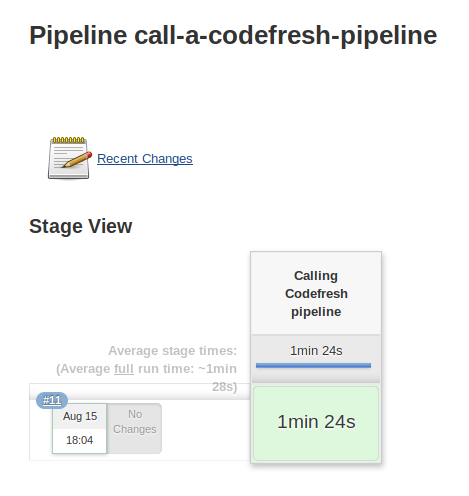 Pipeline call-a-codefresh-pipeline
Recent Changes
Stage View
Calling
Codefresh
pipeline
Average stage times:
(Average full run time: ~1min
28s)
1min 24s
#11
Aug 15
18:04
No
Changes
1min 24s